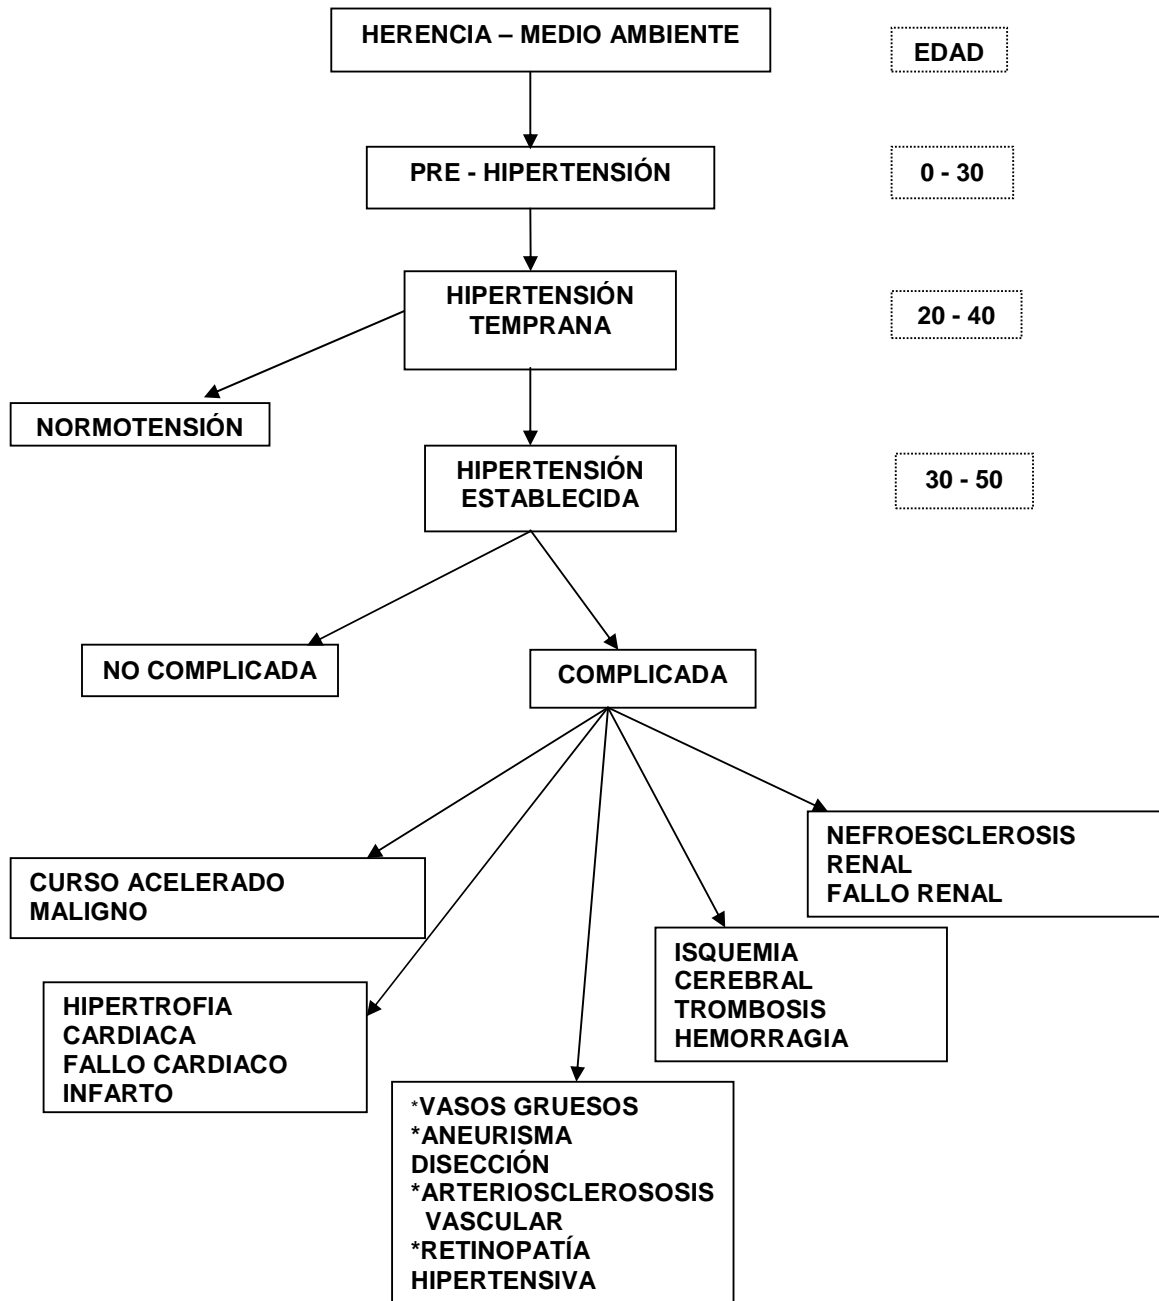 HERENCIA – MEDIO AMBIENTE
EDAD
PRE - HIPERTENSIÓN
0 - 30
HIPERTENSIÓN
TEMPRANA
20 - 40
NORMOTENSIÓN
HIPERTENSIÓN
ESTABLECIDA
30 - 50
NO COMPLICADA
COMPLICADA
CURSO ACELERADO
MALIGNO
HIPERTROFIA
CARDIACA
FALLO CARDIACO
INFARTO
*VASOS GRUESOS
*ANEURISMA
DISECCIÓN
*ARTERIOSCLEROSOSIS
VASCULAR
*RETINOPATÍA
HIPERTENSIVA
ISQUEMIA
CEREBRAL
TROMBOSIS
HEMORRAGIA
NEFROESCLEROSIS
RENAL
FALLO RENAL